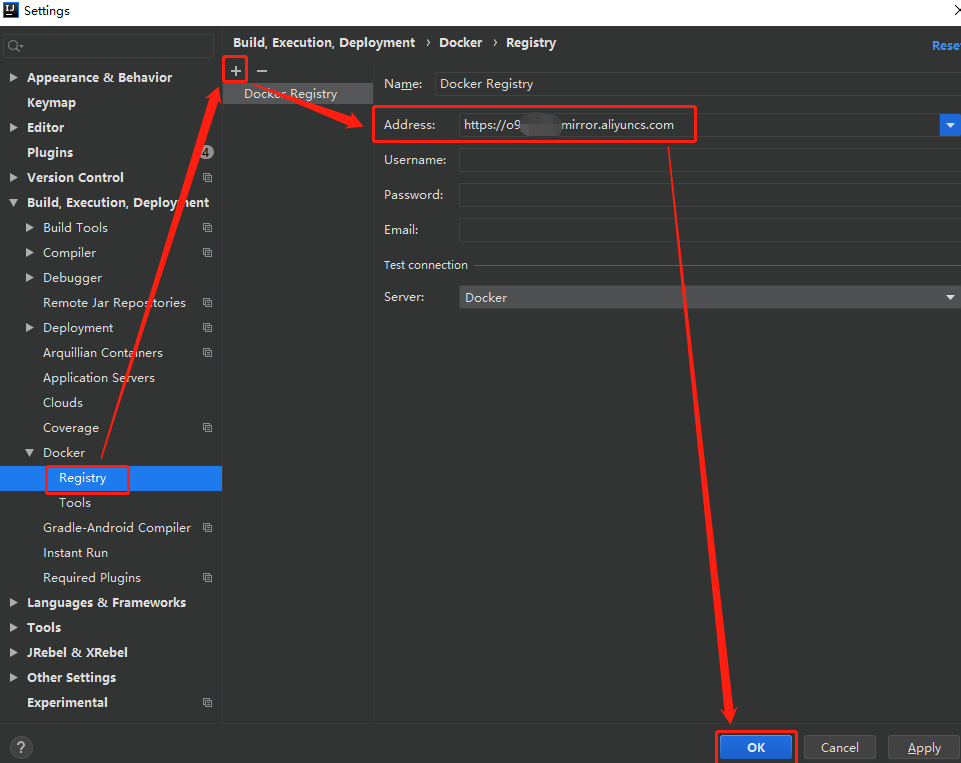 Settings
Build, Execution, Deployment › Docker › Registry
Rese
Appearance & Behavior
Keymap
Editor
Plugins
4
Version Control
Build, Execution, Deployment
Build Tools
Compiler
Debugger
Remote Jar Repositories
Deployment
Arquillian Containers
Application Servers
Clouds
Coverage
Docker
Registry
Tools
Gradle-Android Compiler
Instant Run
Required Plugins
Languages & Frameworks
Tools
JRebel & XRebel
Other Settings
Experimental
Docker Registry
Name: Docker Registry
Address: https://o9 mirror.aliyuncs.com
Username:
Password:
Email:
Test connection
Server: Docker
?
OK Cancel Apply